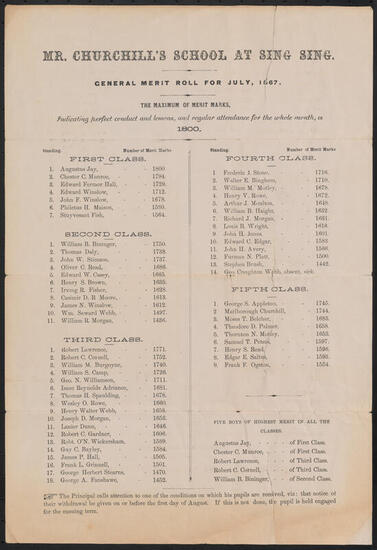 MR. CHURCHILL'S SCHOOL AT SING SING.
GENERAL MERIT ROLL FOR JULY, 1867.
THE MAXIMUM OF MERIT MARKS,
Indicating perfect conduct and lessons, and regular attendance for the whole month, is
1800.
Standing. Number of Merit Marks
FIRST CLASS.
1. Augustus Jay, 1800
2. Chester C. Munroe, 1794.
3. Edward Fermor Hall, 1729.
4. Edward Winslow, 1712.
5. John F. Winslow, 1678.
6. Philetus H. Maison, 1580.
7. Stuyvesant Fish, 1564.
SECOND CLASS.
1. William B. Bininger, 1750.
2. Thomas Daly, 1738.
3. John W. Stimson, 1737.
4. Oliver C. Read, 1686.
5. Edward W. Casey, 1665.
6. Henry S. Brown, 1635.
7. Irving R. Fisher, 1628.
8. Casimir D. R. Moore, 1613.
9. James N. Winslow, 1612.
10. Wm. Seward Webb, 1497.
11. William R. Morgan, 1436.
THIRD CLASS.
1. Robert Lawrence, 1771.
2. Robert C. Cornell, 1752.
3. William M. Burgoyne, 1740.
4. William S. Camp, 1726.
5. Geo. N. Williamson, 1711.
6. Isaac Reynolds Adriance, 1681.
7. Thomas H. Spaulding, 1678.
8. Wesley O. Rowe, 1660.
9. Henry Walter Webb, 1658.
10. Joseph D. Morgan, 1652.
11. Lanier Dunn, 1646.
12. Robert C. Gardner, 1606.
13. Robt. O'N. Wickersham, 1589.
14. Guy C. Bayley, 1584.
15. James P. Hall, 1505.
16. Frank L. Grinnell, 1501.
17. George Herbert Stearns, 1470.
18. George A. Fanshawe, 1452.
Standing. Number of Merit Marks
FOURTH CLASS.
1. Frederic J. Stone, 1716.
2. Walter E. Bingham, 1710.
3. William M. Motley, 1678.
4. Henry V. Rowe, 1672.
5. Arthur J. 1648.
6. William B. Haight, 1632
7. Richard J. Morgan, 1631.
8. Louis B. Wright, 1618.
9. John H. Jones, 1601.
10. Edward C. Edgar, 1583
11. John H. Avery, 1566.
12. Furman N. Platt, 1500
13. Stephen Brush, 1442.
14. Geo. Creighton Webb, absent, sick.
FIFTH CLASS.
1. George S. Appleton, 1745.
2. Marlborough Churchill, 1744.
3. Moses T. Belcher, 1683.
4. Theodore D. Palmer, 1658.
5. Thornton N. Motley, 1653.
6. Samuel T. Peters, 1597.
7. Henry S. Read, 1596.
8. Edgar E. Saltus, 1595.
9. Frank F. Ogston, 1554.
FIVE BOYS OF HIGHEST MERIT IN ALL THE
CLASSES.
Augustus Jay, of First Class.
Chester C. Munroe, of First Class.
Robert Lawrence, of Third Class.
Robert C. Cornell, of Third Class.
William B. Bininger, of Second Class.
The Principal calls attention to one of the conditions on which his pupils are received, viz: that notice of
their withdrawal be given on or before the first day of August. If this is not done, the pupil is held engaged
for the ensuing term.